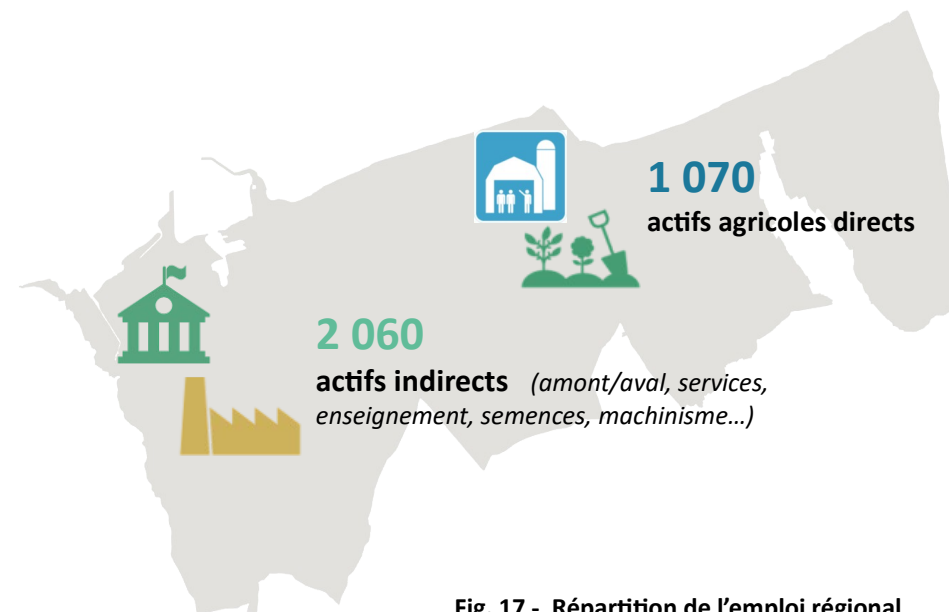 1 070
actifs agricoles directs
2 060
actifs indirects (amont/aval, services,
enseignement, semences, machinisme…)
Fig. 17 - Répartition de l'emploi régional